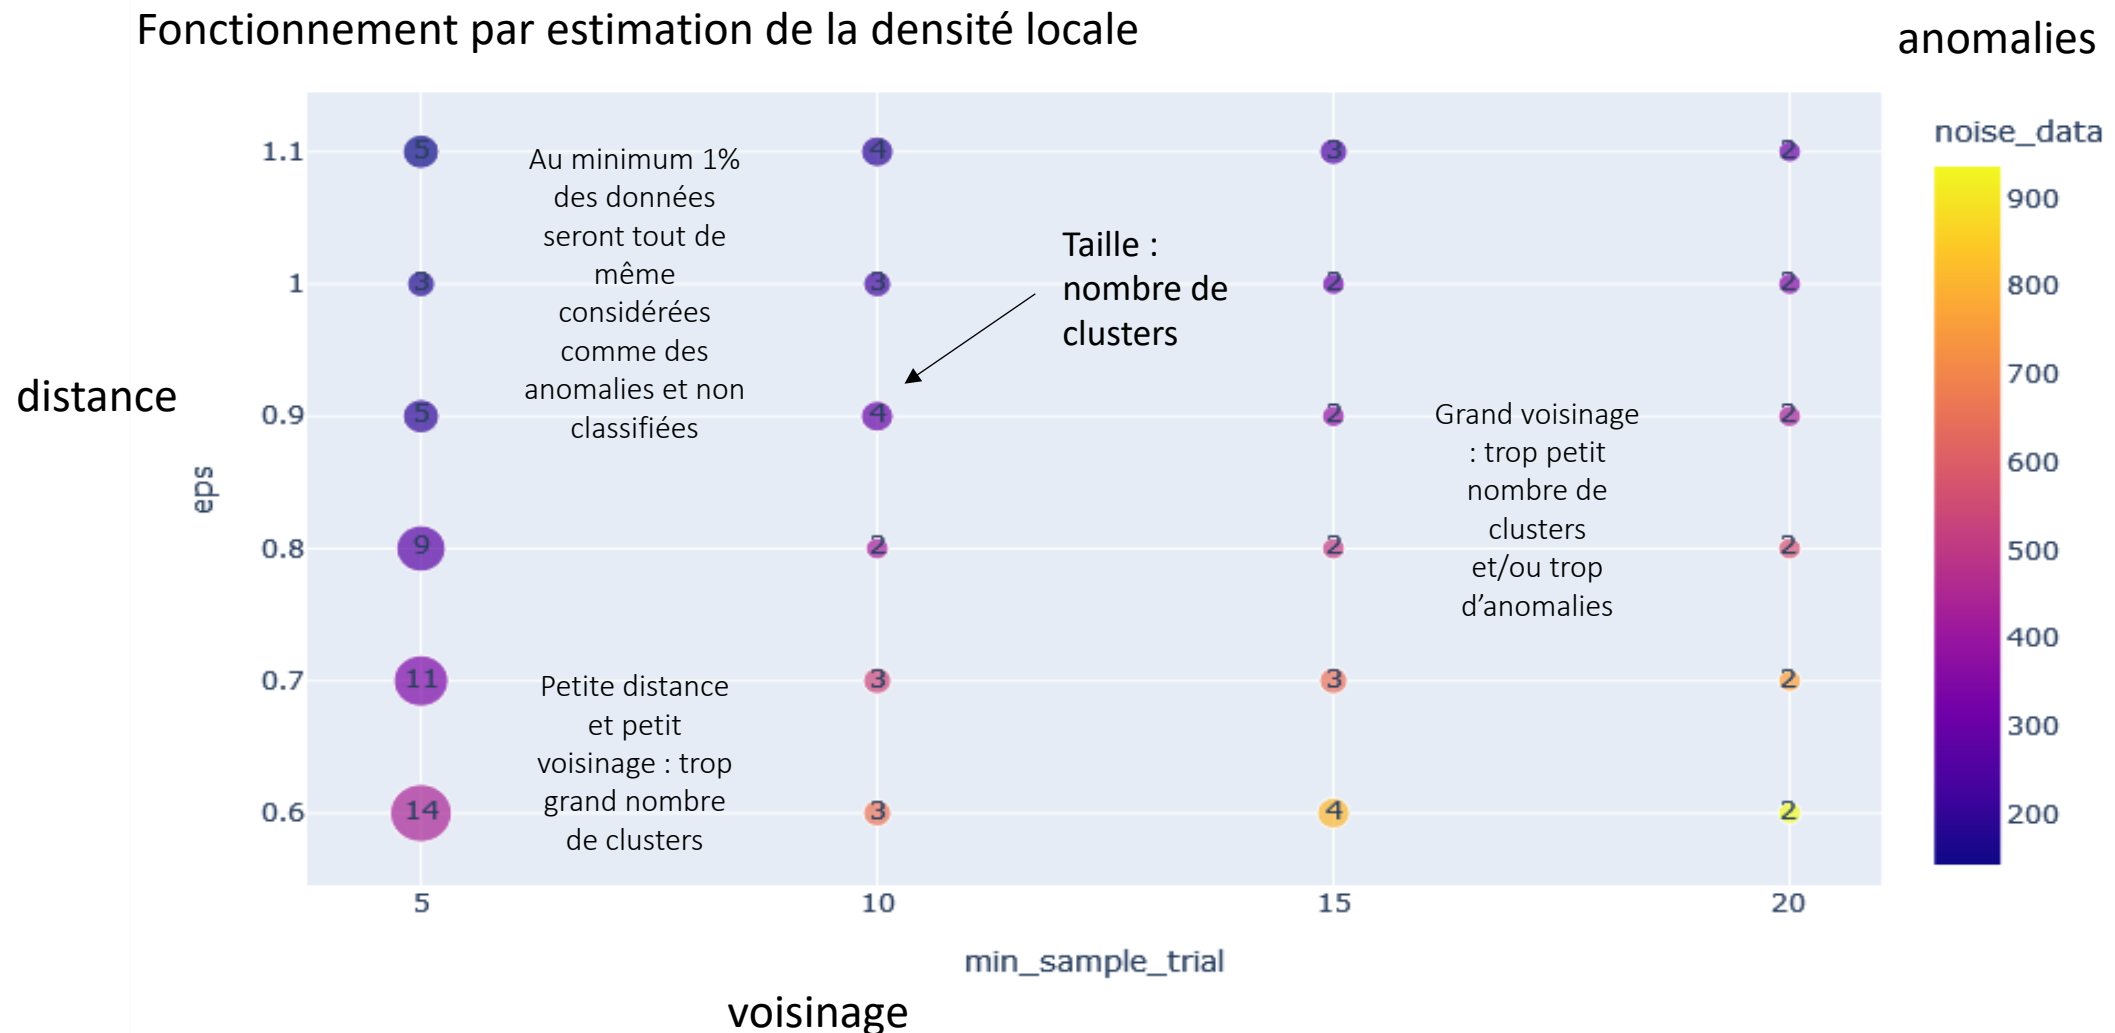 Fonctionnement par estimation de la densité locale
anomalies
noise_data
900
800
700
600
500
400
300
200
distance
eps
1.1
1
0.9
0.8
0.7
0.6
5
4
3
2
3
3
2
2
5
4
2
2
9
2
2
2
11
3
3
2
14
3
4
2
Au minimum 1%
des données
seront tout de
même
considérées
comme des
anomalies et non
classifiées
Taille :
nombre de
clusters
Grand voisinage
: trop petit
nombre de
clusters
et/ou trop
d’anomalies
Petite distance
et petit
voisinage : trop
grand nombre
de clusters
5
10
15
20
min_sample_trial
voisinage